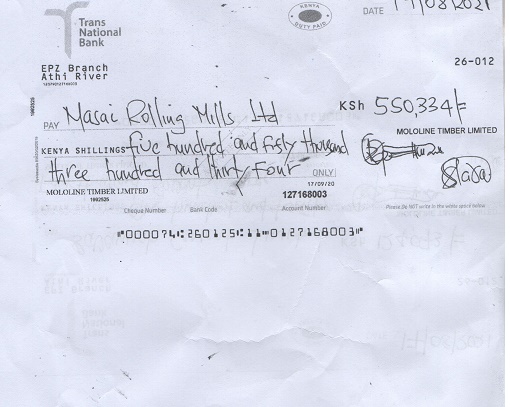 Trans
National
Bank
KENYA
DUTY PAID
DATE 17/08/2021
EPZ Branch
Athi River
26-012
PAY Masai Rolling Mills Ltd KSh 550,334/=
KENYA SHILLINGS five hundred and fifty thousand
MOLOLINE TIMBER LIMITED
three hundred and thirty four ONLY
17/09/20
MOLOLINE TIMBER LIMITED
1992625
127168003
Cheque Number Bank Code Account Number
Please Do NOT write in the white space below
⑈000074⑆260125⑆11⑈0127168003⑈